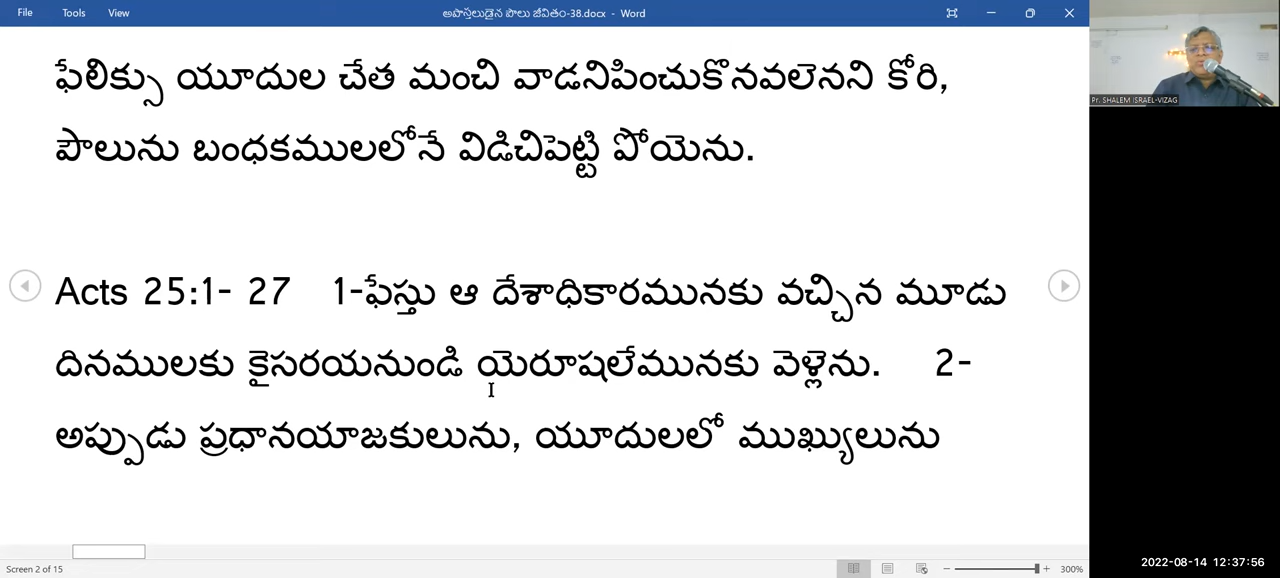 File Tools View అపొస్తలుడైన పౌలు జీవితం-38.docx - Word
Pr. SHALEM ISRAEL-VIZAG
ఫేలిక్సు యూదుల చేత మంచి వాడనిపించుకొనవలెనని కోరి,
పౌలును బంధకములలోనే విడిచిపెట్టి పోయెను.
Acts 25:1- 27 1-ఫేస్తు ఆ దేశాధికారమునకు వచ్చిన మూడు
దినములకు కైసరయనుండి యెరూషలేమునకు వెళ్లెను. 2-
అప్పుడు ప్రధానయాజకులును, యూదులలో ముఖ్యులును
2022-08-14 12:37:56
Screen 2 of 15 300%